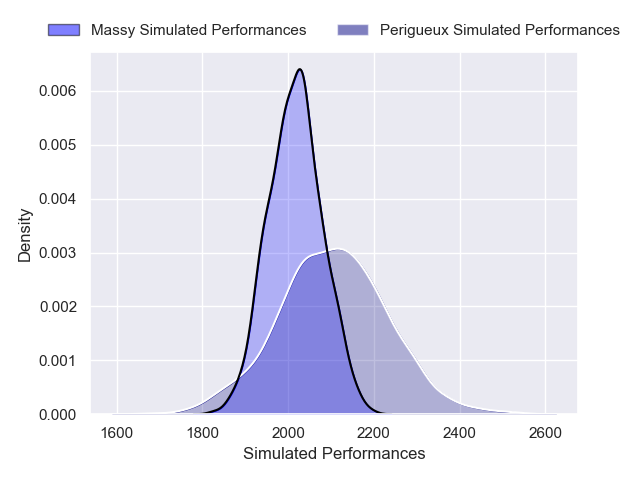 Massy Simulated Performances
Perigueux Simulated Performances
0.006
0.005
0.004
0.003
0.002
0.001
0.000
Density
1600 1800 2000 2200 2400 2600
Simulated Performances